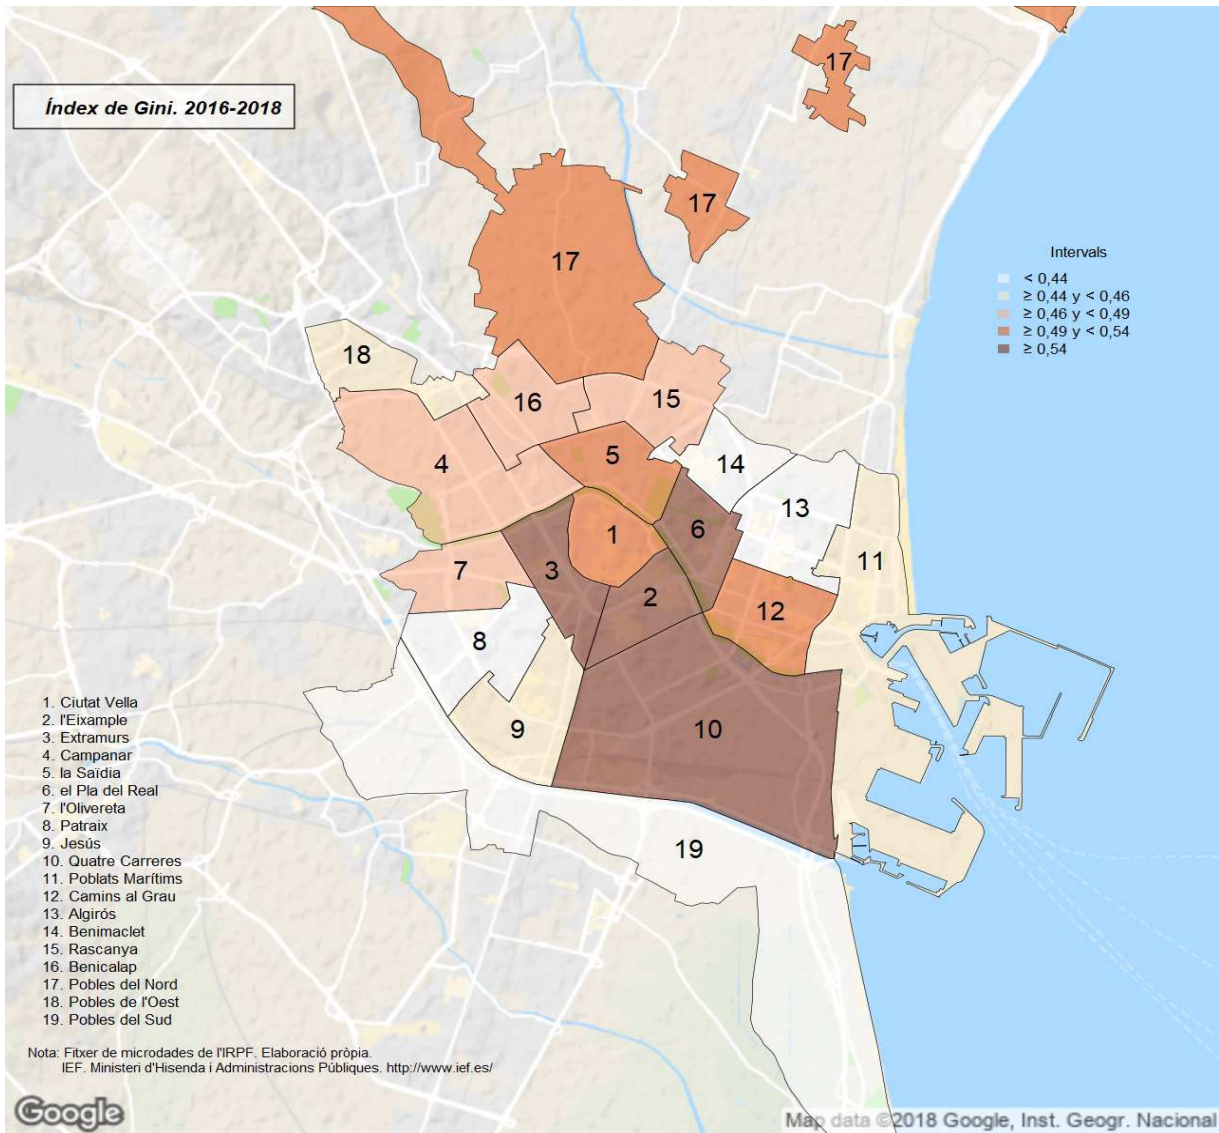 Índex de Gini. 2016-2018
17
17
17
Intervals
< 0,44
≥ 0,44 y < 0,46
≥ 0,46 y < 0,49
≥ 0,49 y < 0,54
≥ 0,54
18
16
15
4
5
14
13
6
1
11
3
7
2
12
8
9
10
19
1. Ciutat Vella
2. l'Eixample
3. Extramurs
4. Campanar
5. la Saïdia
6. el Pla del Real
7. l'Olivereta
8. Patraix
9. Jesús
10. Quatre Carreres
11. Poblats Marítims
12. Camins al Grau
13. Algirós
14. Benimaclet
15. Rascanya
16. Benicalap
17. Pobles del Nord
18. Pobles de l'Oest
19. Pobles del Sud
Nota: Fitxer de microdades de l'IRPF. Elaboració pròpia.
IEF. Ministeri d'Hisenda i Administracions Públiques. http://www.ief.es/
Google
Map data ©2018 Google, Inst. Geogr. Nacional